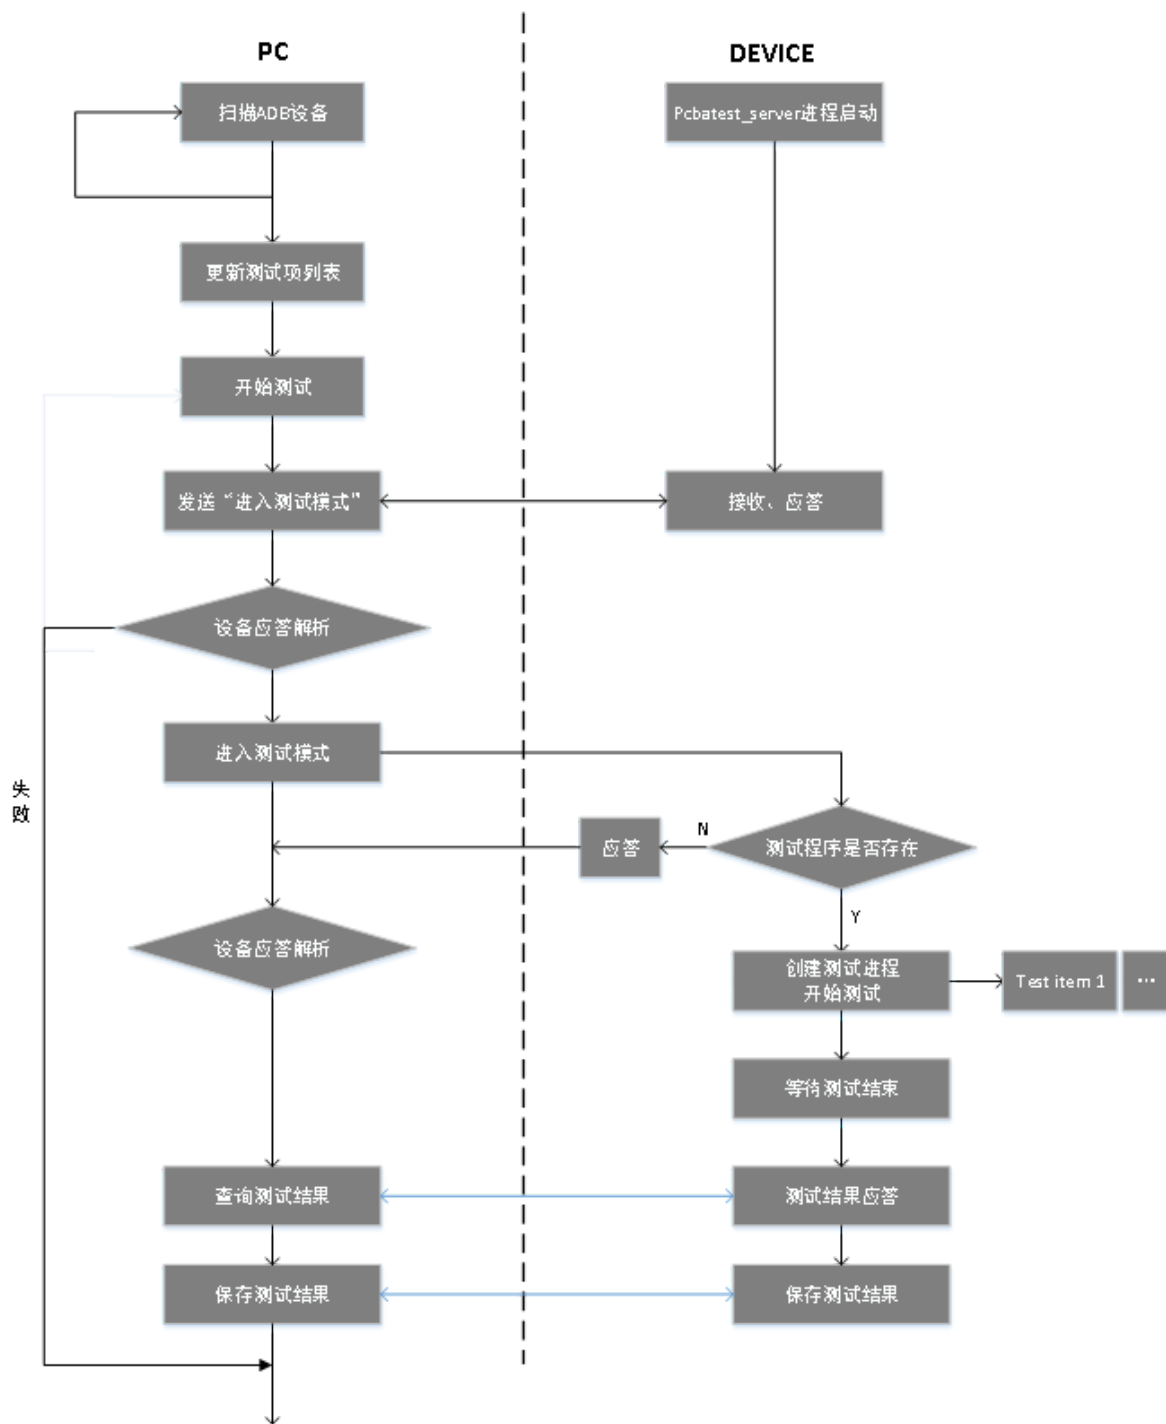 PC
DEVICE
扫描ADB设备
Pcbatest_server进程启动
更新测试项列表
开始测试
发送“进入测试模式”
接收、应答
设备应答解析
进入测试模式
失
败
应答
N
测试程序是否存在
Y
设备应答解析
创建测试进程
开始测试
Test item 1
...
等待测试结束
查询测试结果
测试结果应答
保存测试结果
保存测试结果